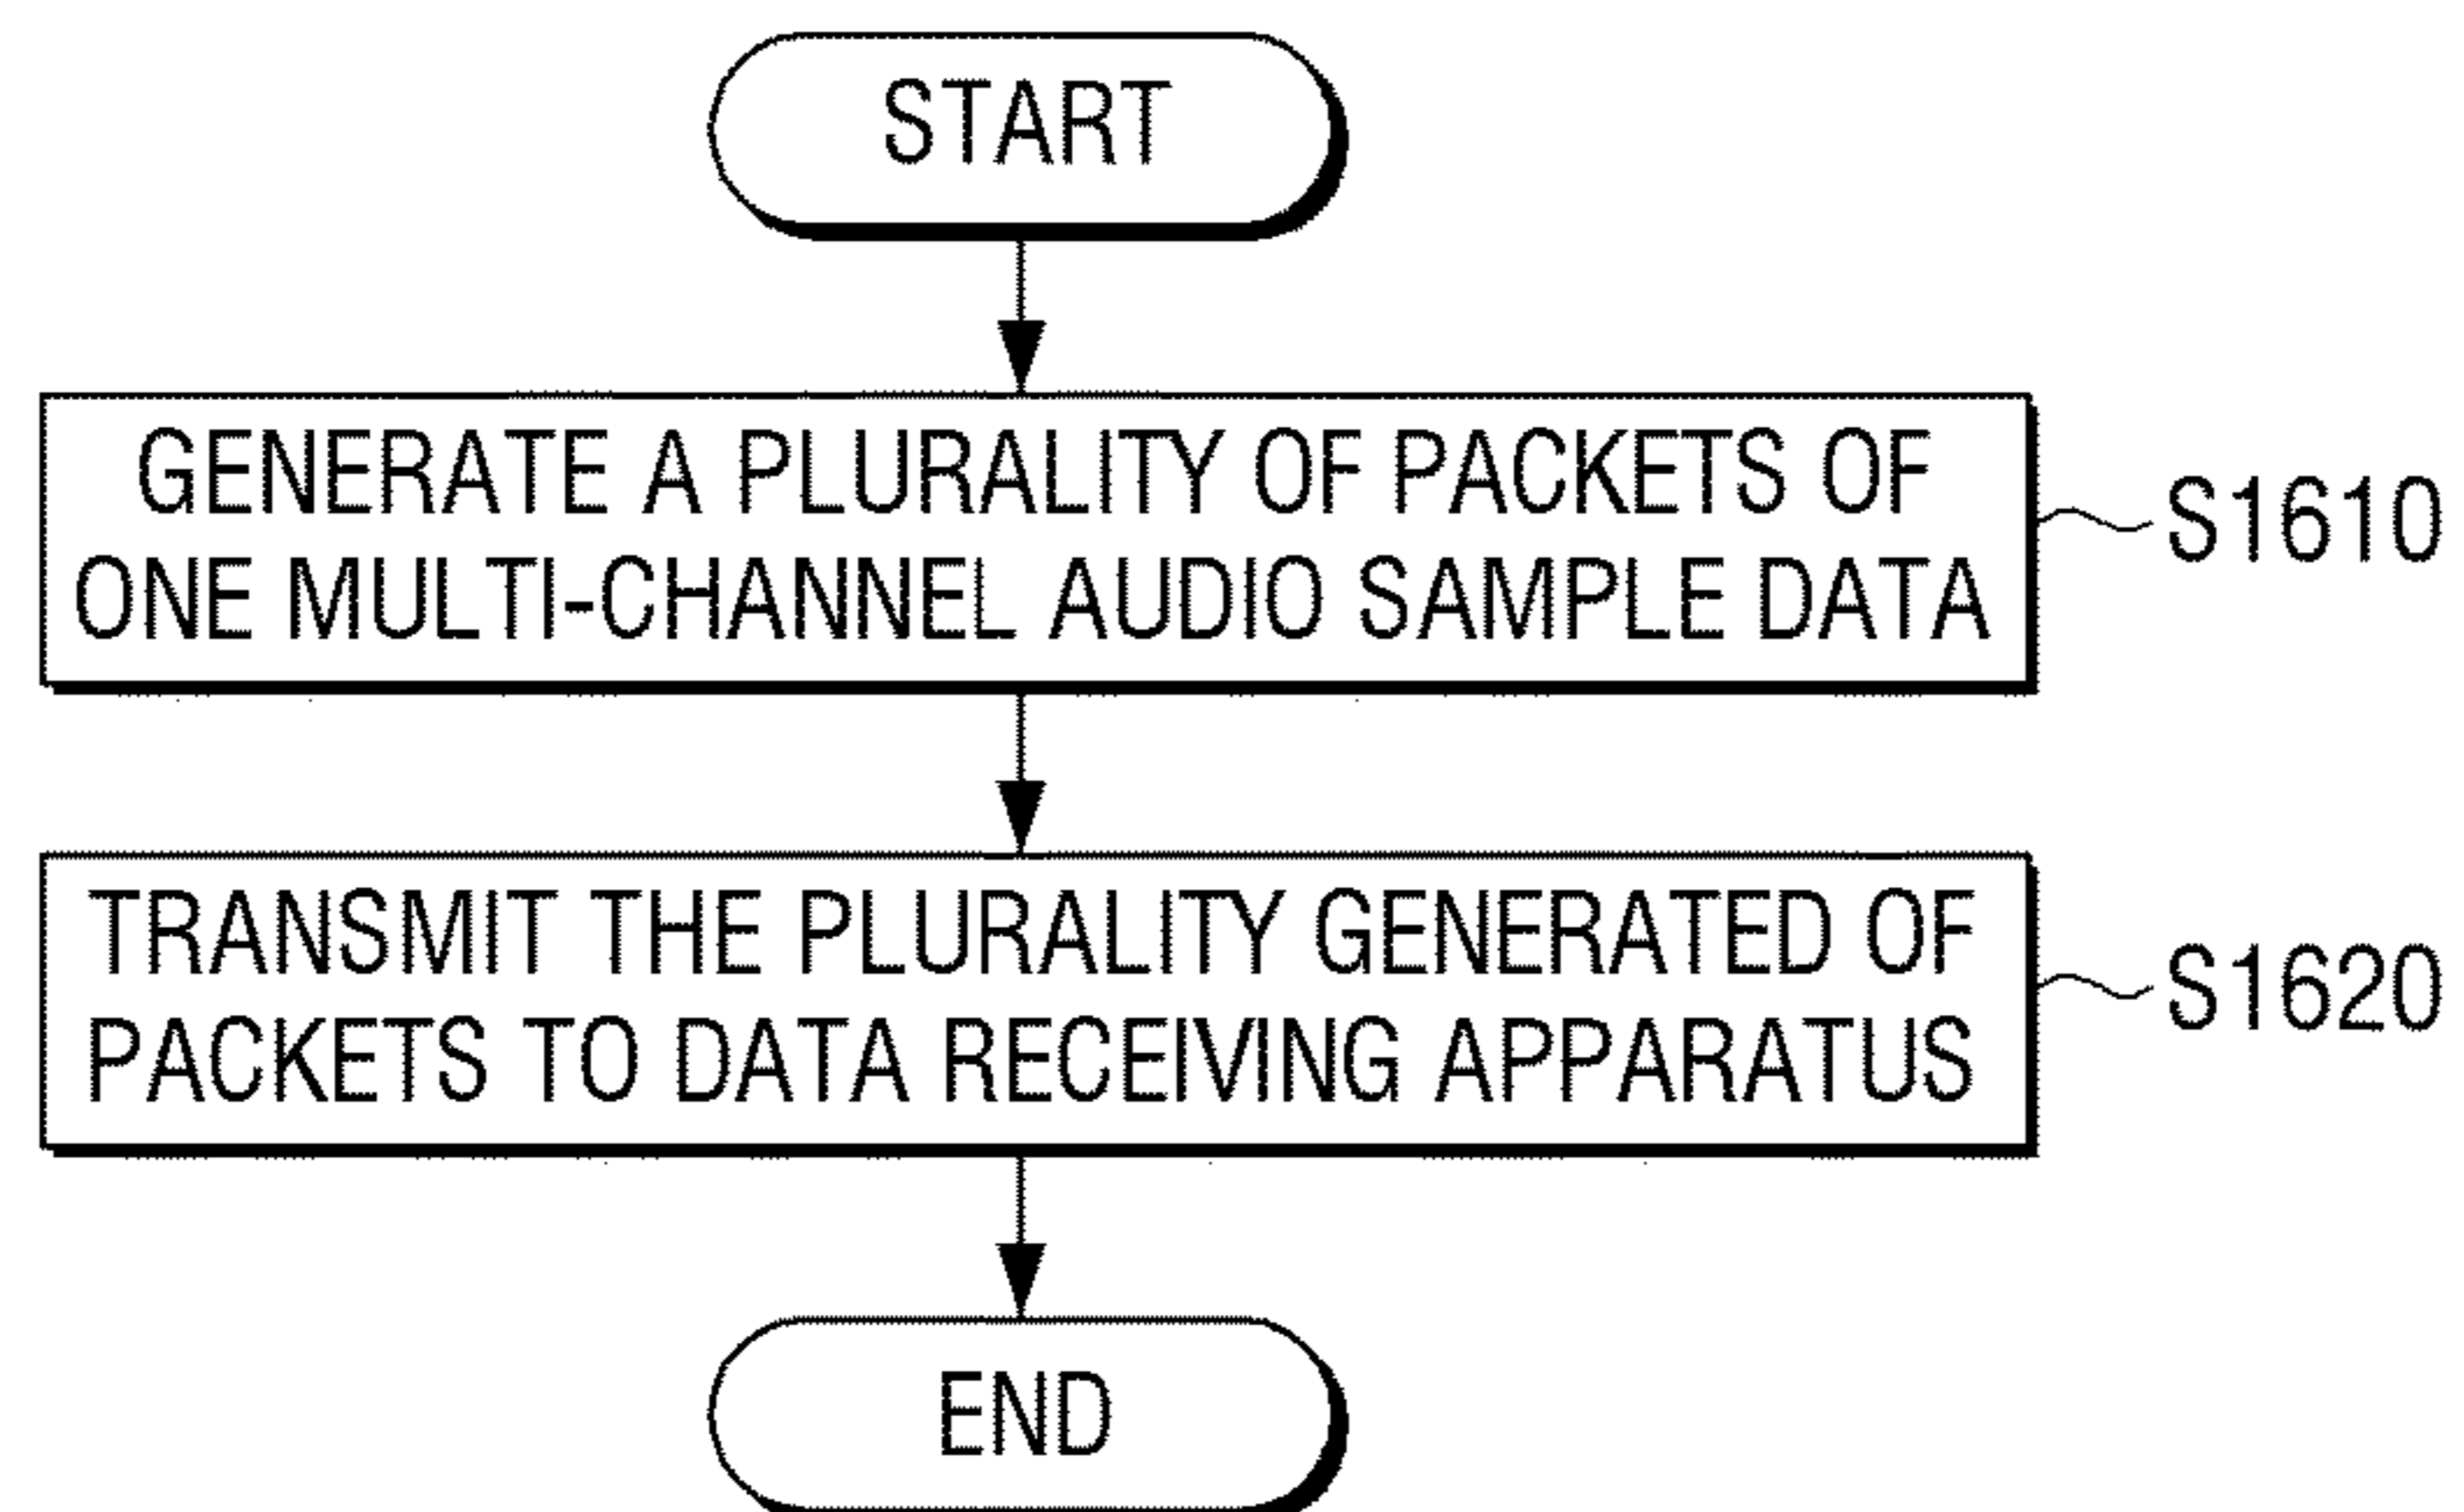 START
GENERATE A PLURALITY OF PACKETS OF
ONE MULTI-CHANNEL AUDIO SAMPLE DATA
S1610
TRANSMIT THE PLURALITY GENERATED OF
PACKETS TO DATA RECEIVING APPARATUS
S1620
END